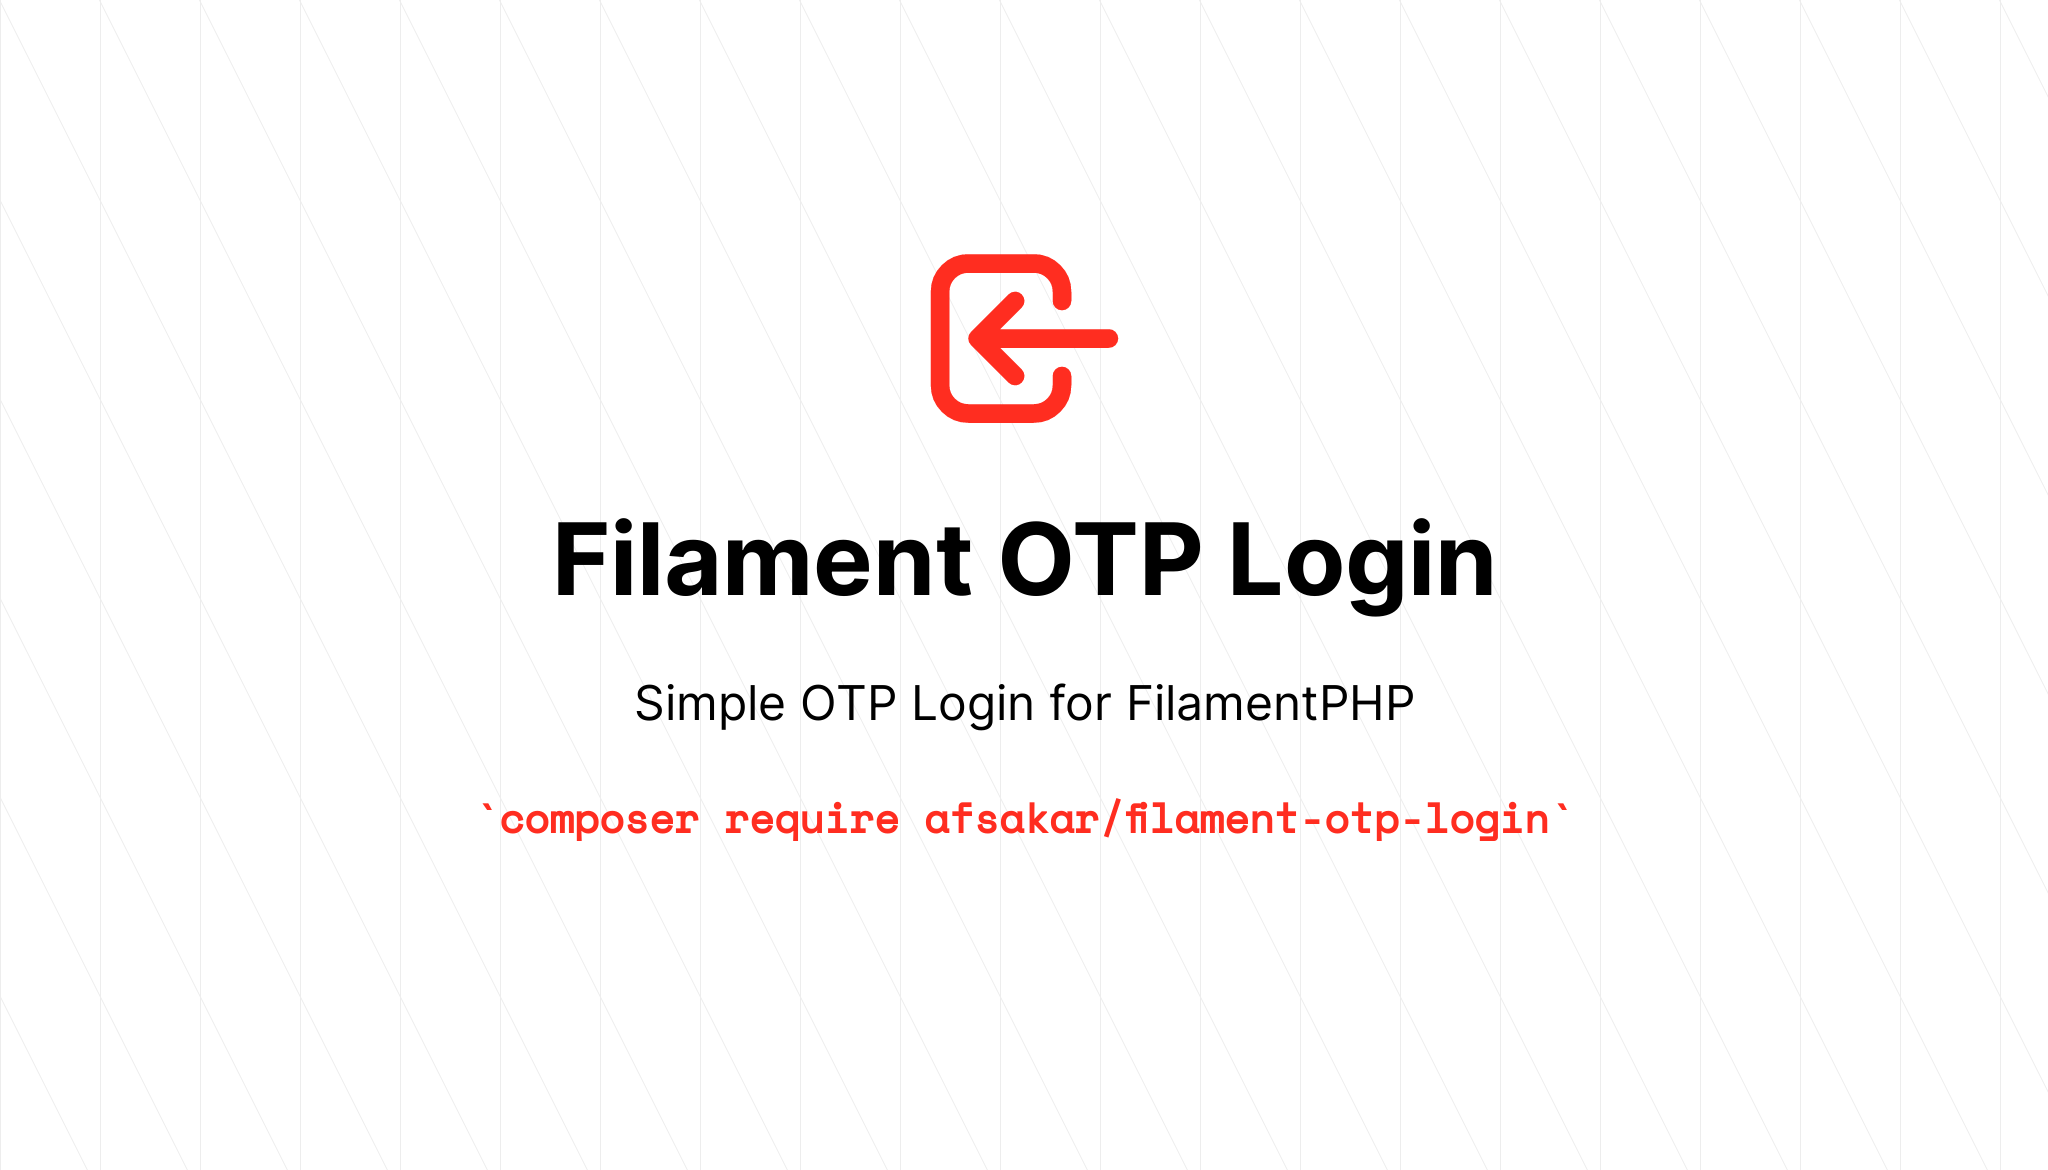 Filament OTP Login
Simple OTP Login for FilamentPHP
`composer require afsakar/filament-otp-login`